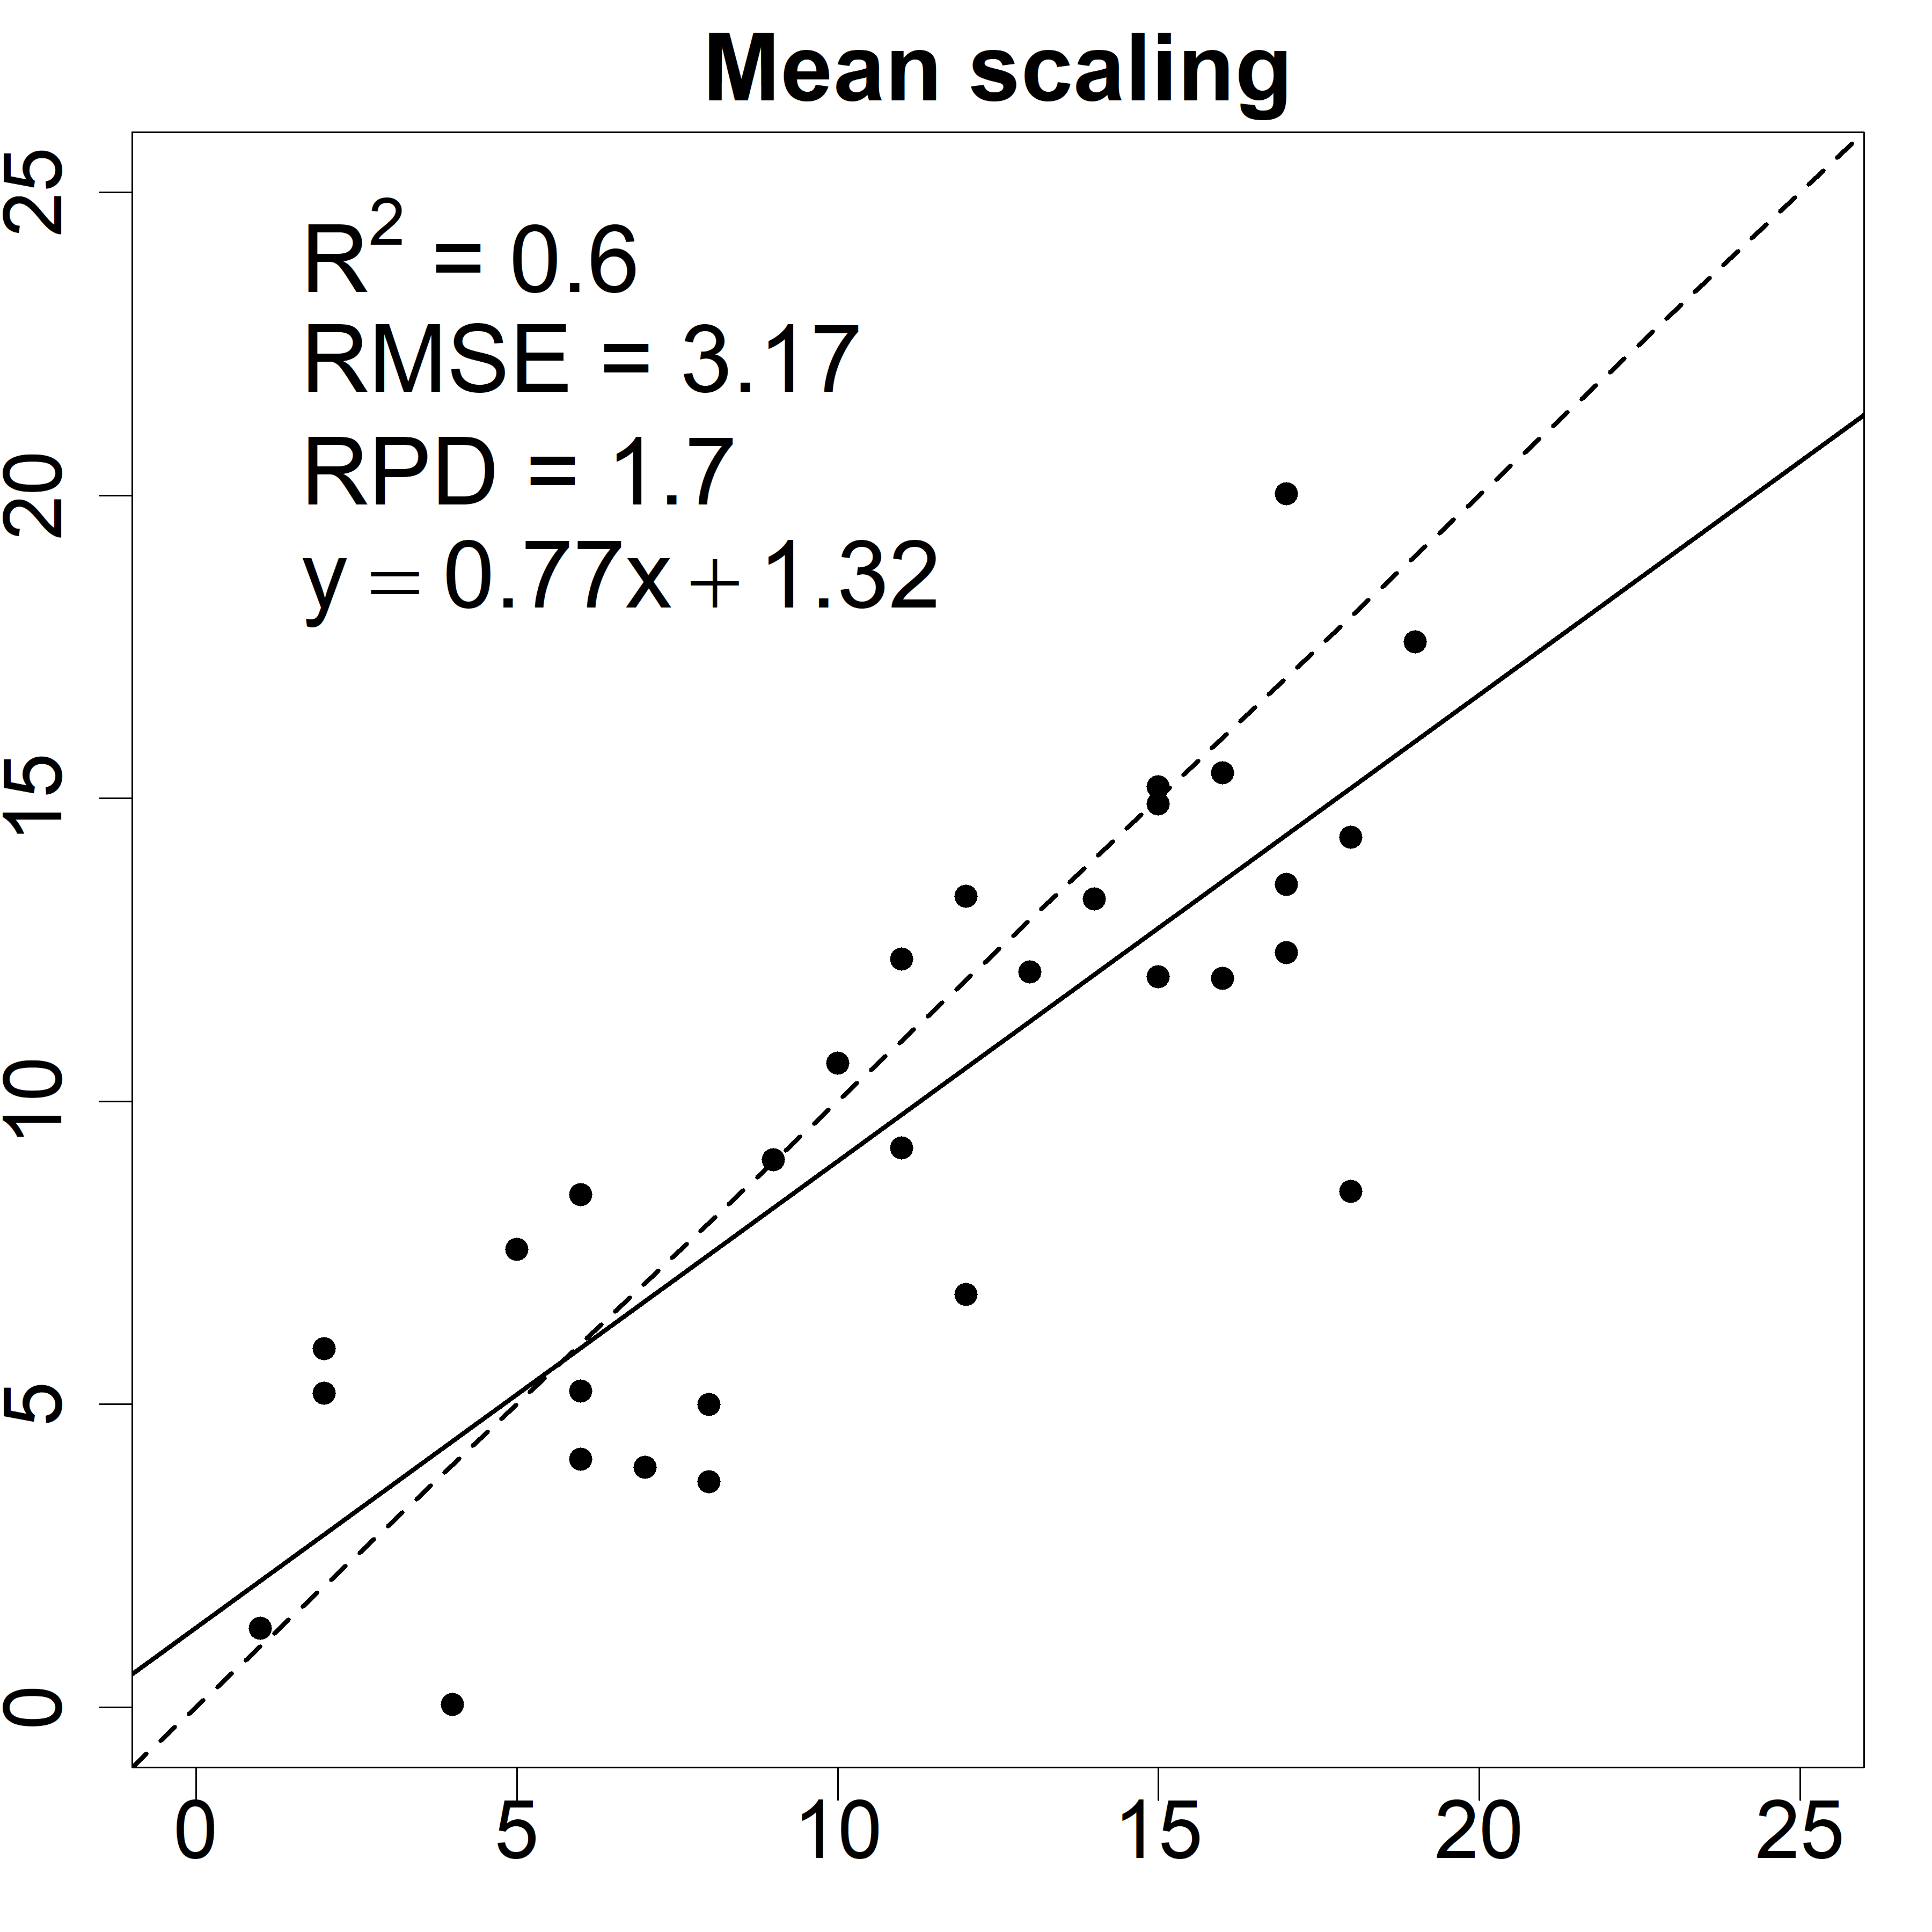 Mean scaling
R² = 0.6
RMSE = 3.17
RPD = 1.7
y = 0.77x + 1.32
25
20
15
10
5
0
0 5 10 15 20 25